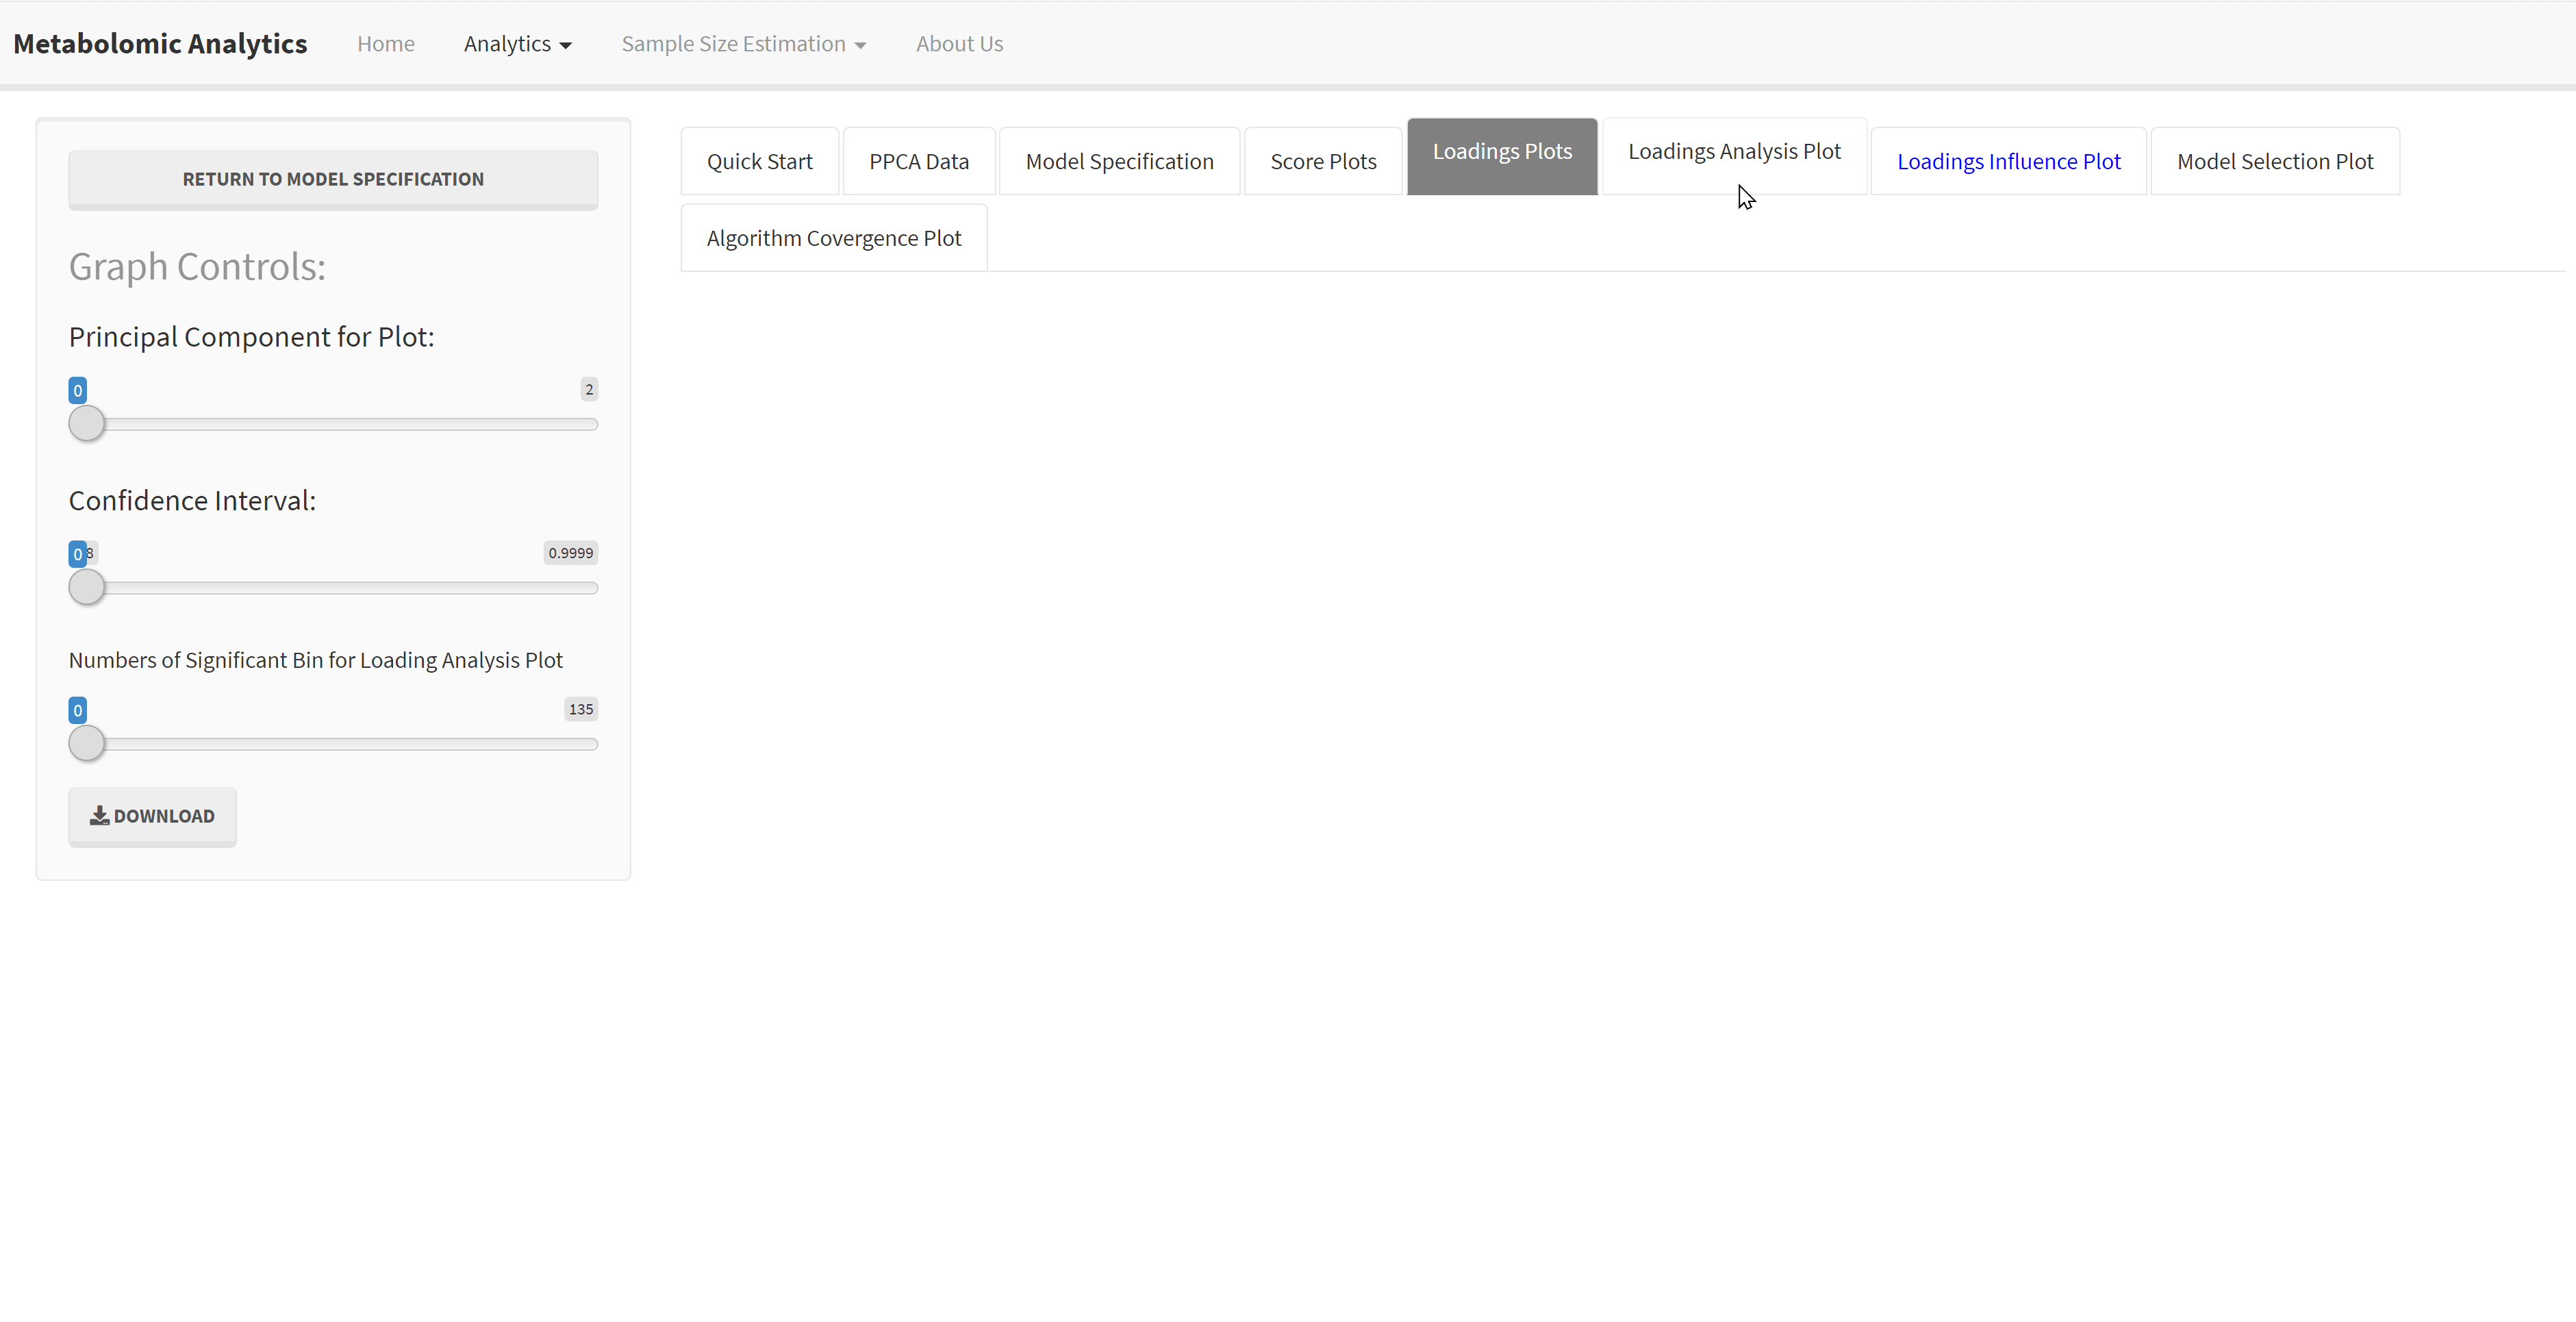 Metabolomic Analytics Home Analytics Sample Size Estimation About Us
RETURN TO MODEL SPECIFICATION
Graph Controls:
Principal Component for Plot:
0 2
Confidence Interval:
0 8 0.9999
Numbers of Significant Bin for Loading Analysis Plot
0 135
DOWNLOAD
Quick Start PPCA Data Model Specification Score Plots Loadings Plots Loadings Analysis Plot Loadings Influence Plot Model Selection Plot
Algorithm Covergence Plot